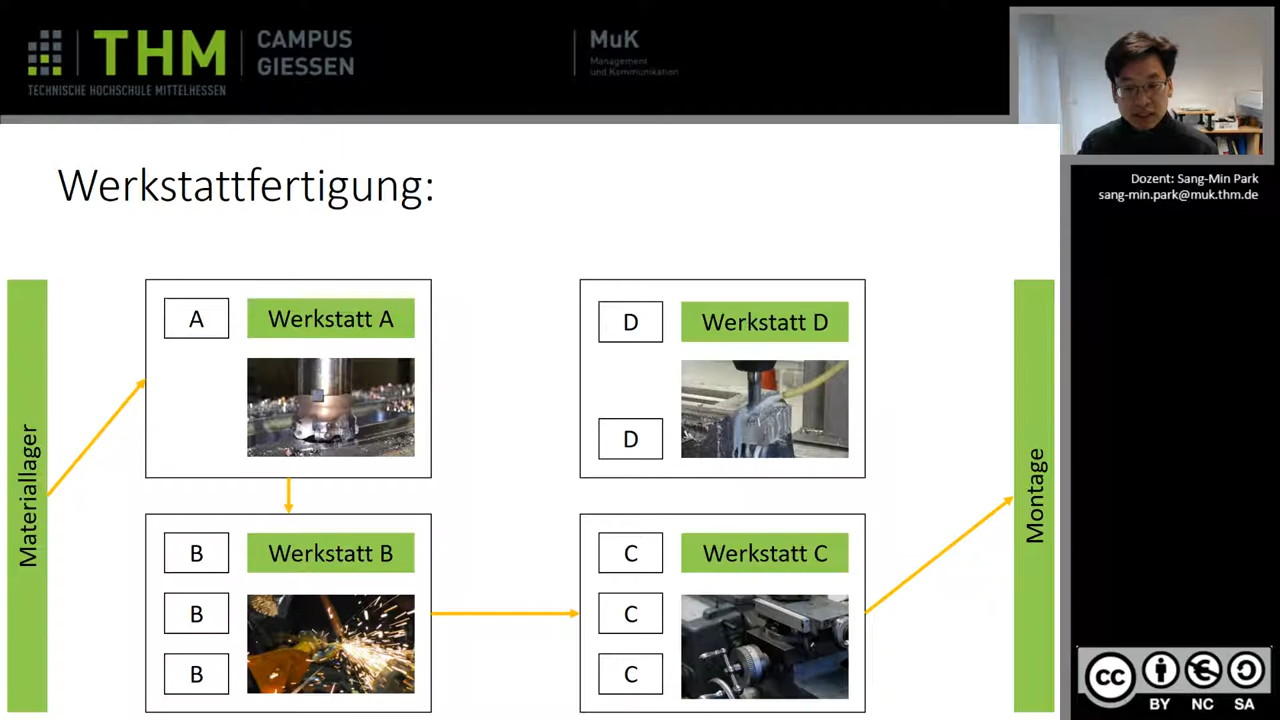 THM
CAMPUS
GIESSEN
TECHNISCHE HOCHSCHULE MITTELHESSEN
MuK
Management
und Kommunikation
Dozent: Sang-Min Park
sang-min.park@muk.thm.de
Werkstattfertigung:
Materiallager
A
Werkstatt A
B
Werkstatt B
B
B
D
Werkstatt D
D
C
Werkstatt C
C
C
Montage
CC
BY NC SA